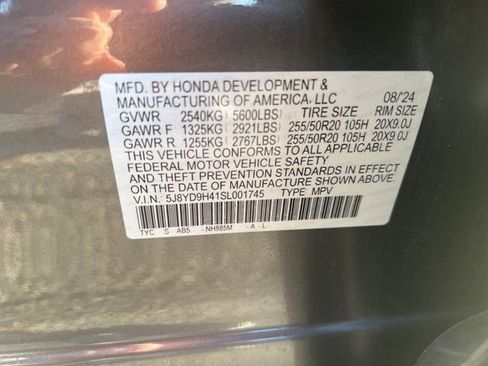 MFD. BY HONDA DEVELOPMENT &
MANUFACTURING OF AMERICA, LLC 08/24
GVWR 2540KG 5600LBS TIRE SIZE RIM SIZE
GAWR F 1325KG 2921LBS 255/50R20 105H 20X9.0J
GAWR R 1255KG 2767LBS 255/50R20 105H 20X9.0J
THIS VEHICLE CONFORMS TO ALL APPLICABLE
FEDERAL MOTOR VEHICLE SAFETY
AND THEFT PREVENTION STANDARDS IN EFFECT
ON THE DATE OF MANUFACTURE SHOWN ABOVE.
V.I.N.: 5J8YD9H41SL001745 TYPE: MPV
TYC S AB5 - NH885M - A - L -